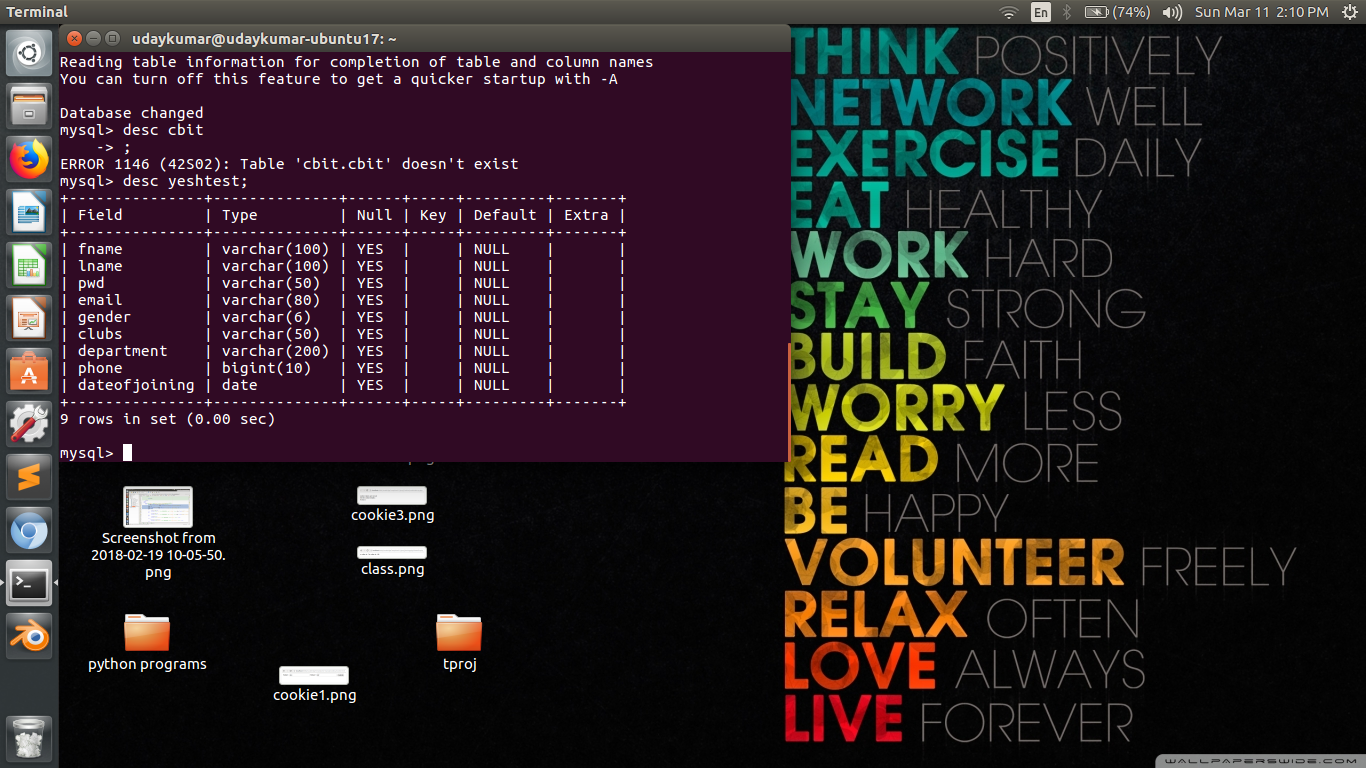 Terminal
En
(74%)
Sun Mar 11 2:10 PM
udaykumar@udaykumar-ubuntu17: ~
Reading table information for completion of table and column names
You can turn off this feature to get a quicker startup with -A
Database changed
mysql> desc cbit
    -> ;
ERROR 1146 (42S02): Table 'cbit.cbit' doesn't exist
mysql> desc yeshtest;
+---------------+--------------+------+-----+---------+-------+
| Field         | Type         | Null | Key | Default | Extra |
+---------------+--------------+------+-----+---------+-------+
| fname         | varchar(100) | YES  |     | NULL    |       |
| lname         | varchar(100) | YES  |     | NULL    |       |
| pwd           | varchar(50)  | YES  |     | NULL    |       |
| email         | varchar(80)  | YES  |     | NULL    |       |
| gender        | varchar(6)   | YES  |     | NULL    |       |
| clubs         | varchar(50)  | YES  |     | NULL    |       |
| department    | varchar(200) | YES  |     | NULL    |       |
| phone         | bigint(10)   | YES  |     | NULL    |       |
| dateofjoining | date         | YES  |     | NULL    |       |
+---------------+--------------+------+-----+---------+-------+
9 rows in set (0.00 sec)
mysql>
Screenshot from
2018-02-19 10-05-50.
png
cookie3.png
class.png
python programs
tproj
cookie1.png
THINK POSITIVELY
NETWORK WELL
EXERCISE DAILY
EAT HEALTHY
WORK HARD
STAY STRONG
BUILD FAITH
WORRY LESS
READ MORE
BE HAPPY
VOLUNTEER FREELY
RELAX OFTEN
LOVE ALWAYS
LIVE FOREVER
WALLPAPERSWIDE.COM